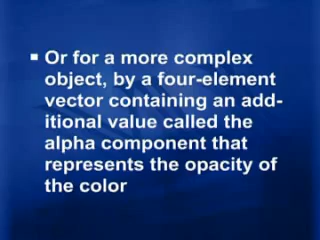 Or for a more complex
object, by a four-element
vector containing an add-
itional value called the
alpha component that
represents the opacity of
the color